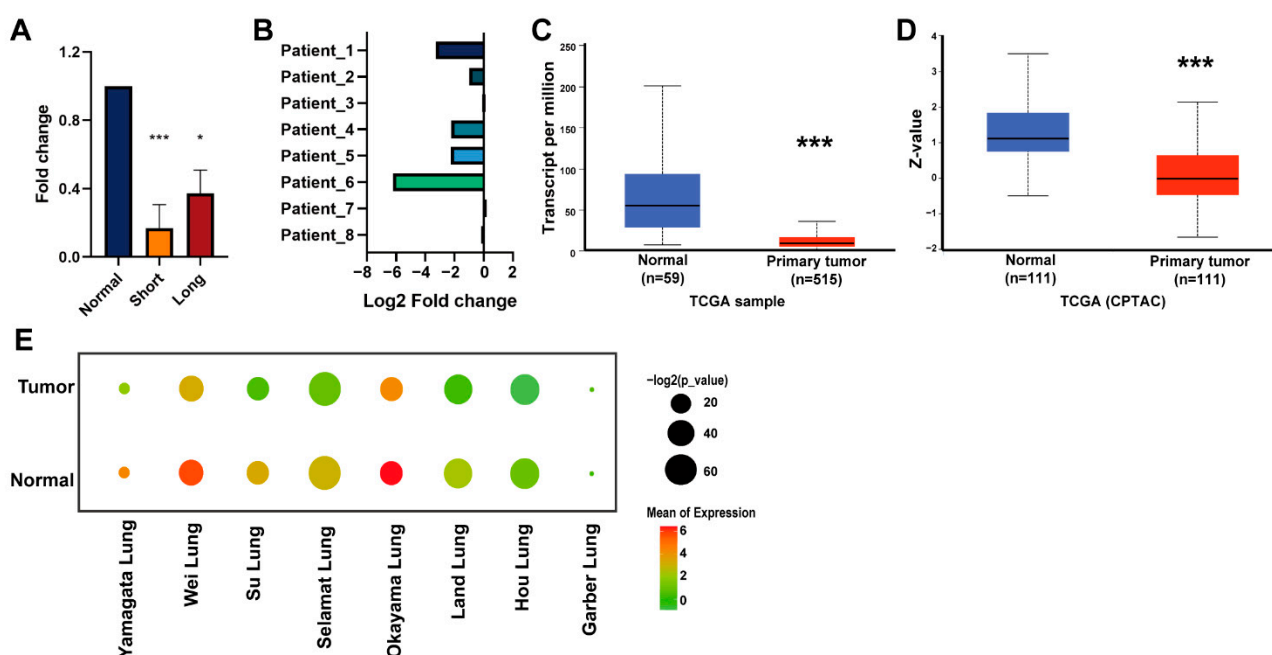 A
Fold change
1.2
0.8
0.4
0.0
***
*
Normal
Short
Long
B
Patient_1
Patient_2
Patient_3
Patient_4
Patient_5
Patient_6
Patient_7
Patient_8
−8 −6 −4 −2 0 2
Log2 Fold change
C
Transcript per million
250
200
150
100
50
0
***
Normal
(n=59)
Primary tumor
(n=515)
TCGA sample
D
Z-value
4
3
2
1
0
−1
−2
***
Normal
(n=111)
Primary tumor
(n=111)
TCGA (CPTAC)
E
Tumor
Normal
Yamagata Lung
Wei Lung
Su Lung
Selamat Lung
Okayama Lung
Land Lung
Hou Lung
Garber Lung
−log2(p_value)
20
40
60
Mean of Expression
6
4
2
0